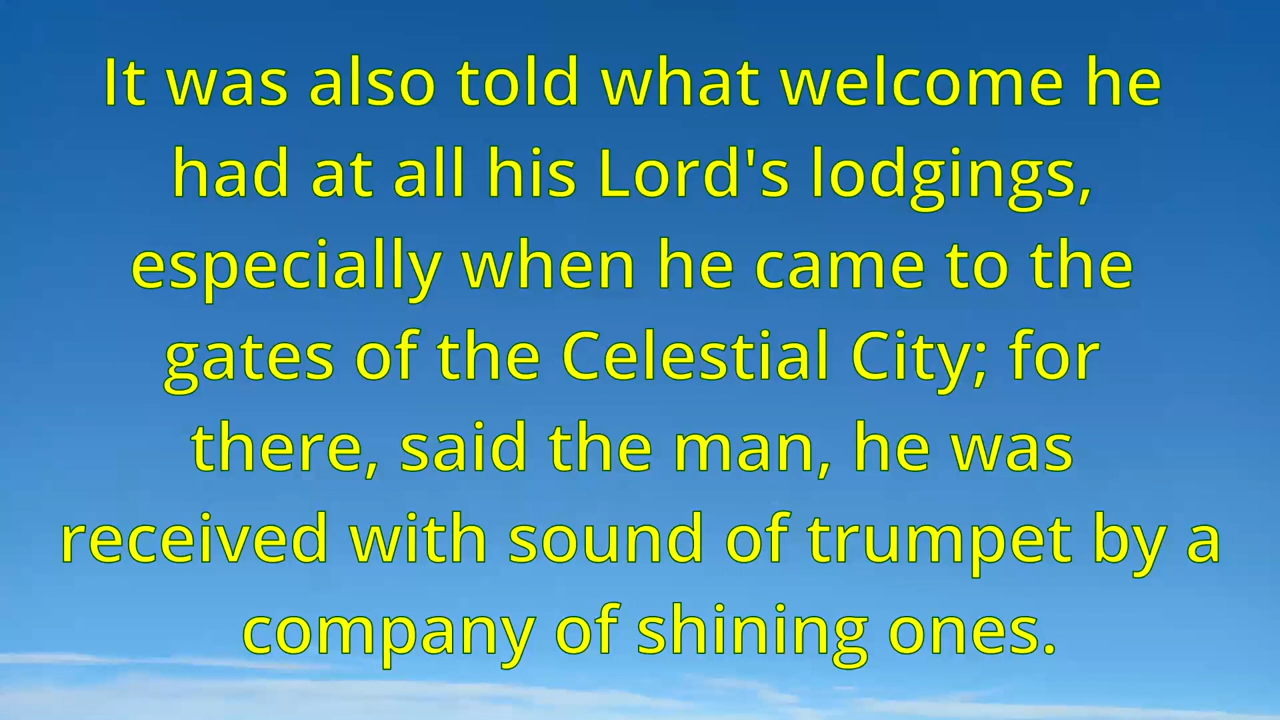 It was also told what welcome he
had at all his Lord's lodgings,
especially when he came to the
gates of the Celestial City; for
there, said the man, he was
received with sound of trumpet by a
company of shining ones.